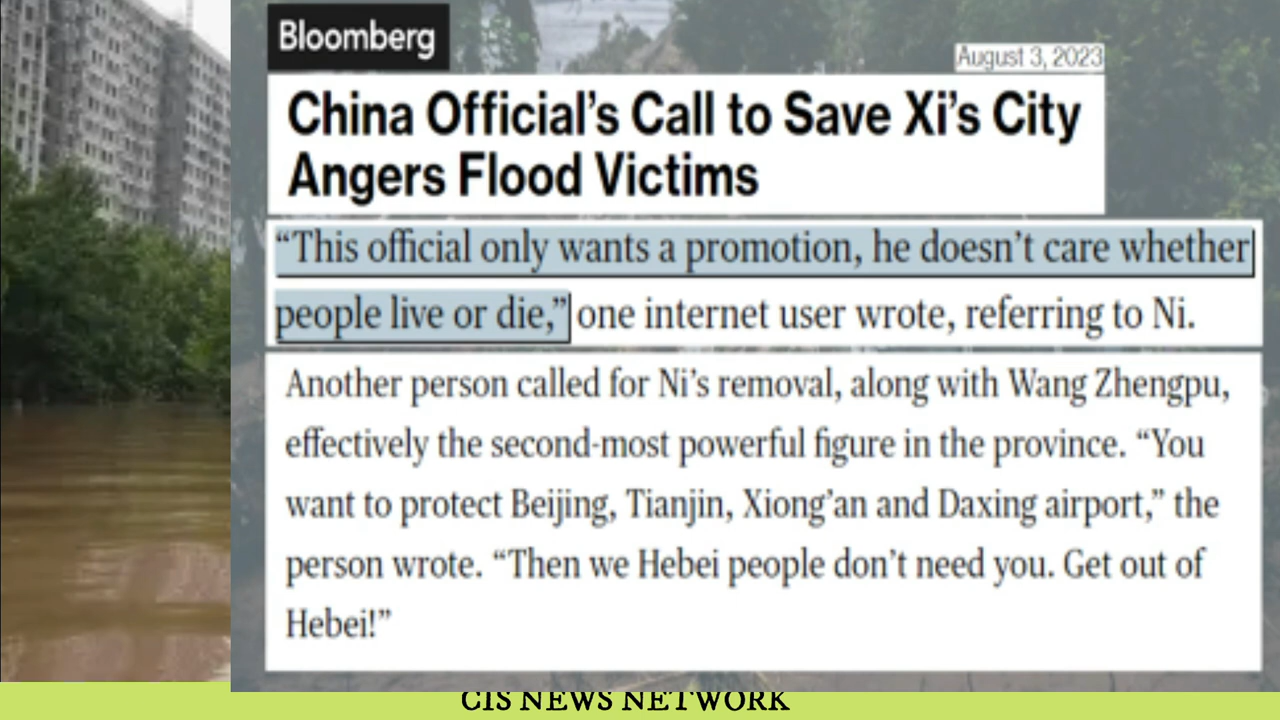 Bloomberg
August 3, 2023
China Official’s Call to Save Xi’s City
Angers Flood Victims
“This official only wants a promotion, he doesn’t care whether
people live or die,” one internet user wrote, referring to Ni.
Another person called for Ni’s removal, along with Wang Zhengpu,
effectively the second-most powerful figure in the province. “You
want to protect Beijing, Tianjin, Xiong’an and Daxing airport,” the
person wrote. “Then we Hebei people don’t need you. Get out of
Hebei!”
CIS NEWS NETWORK